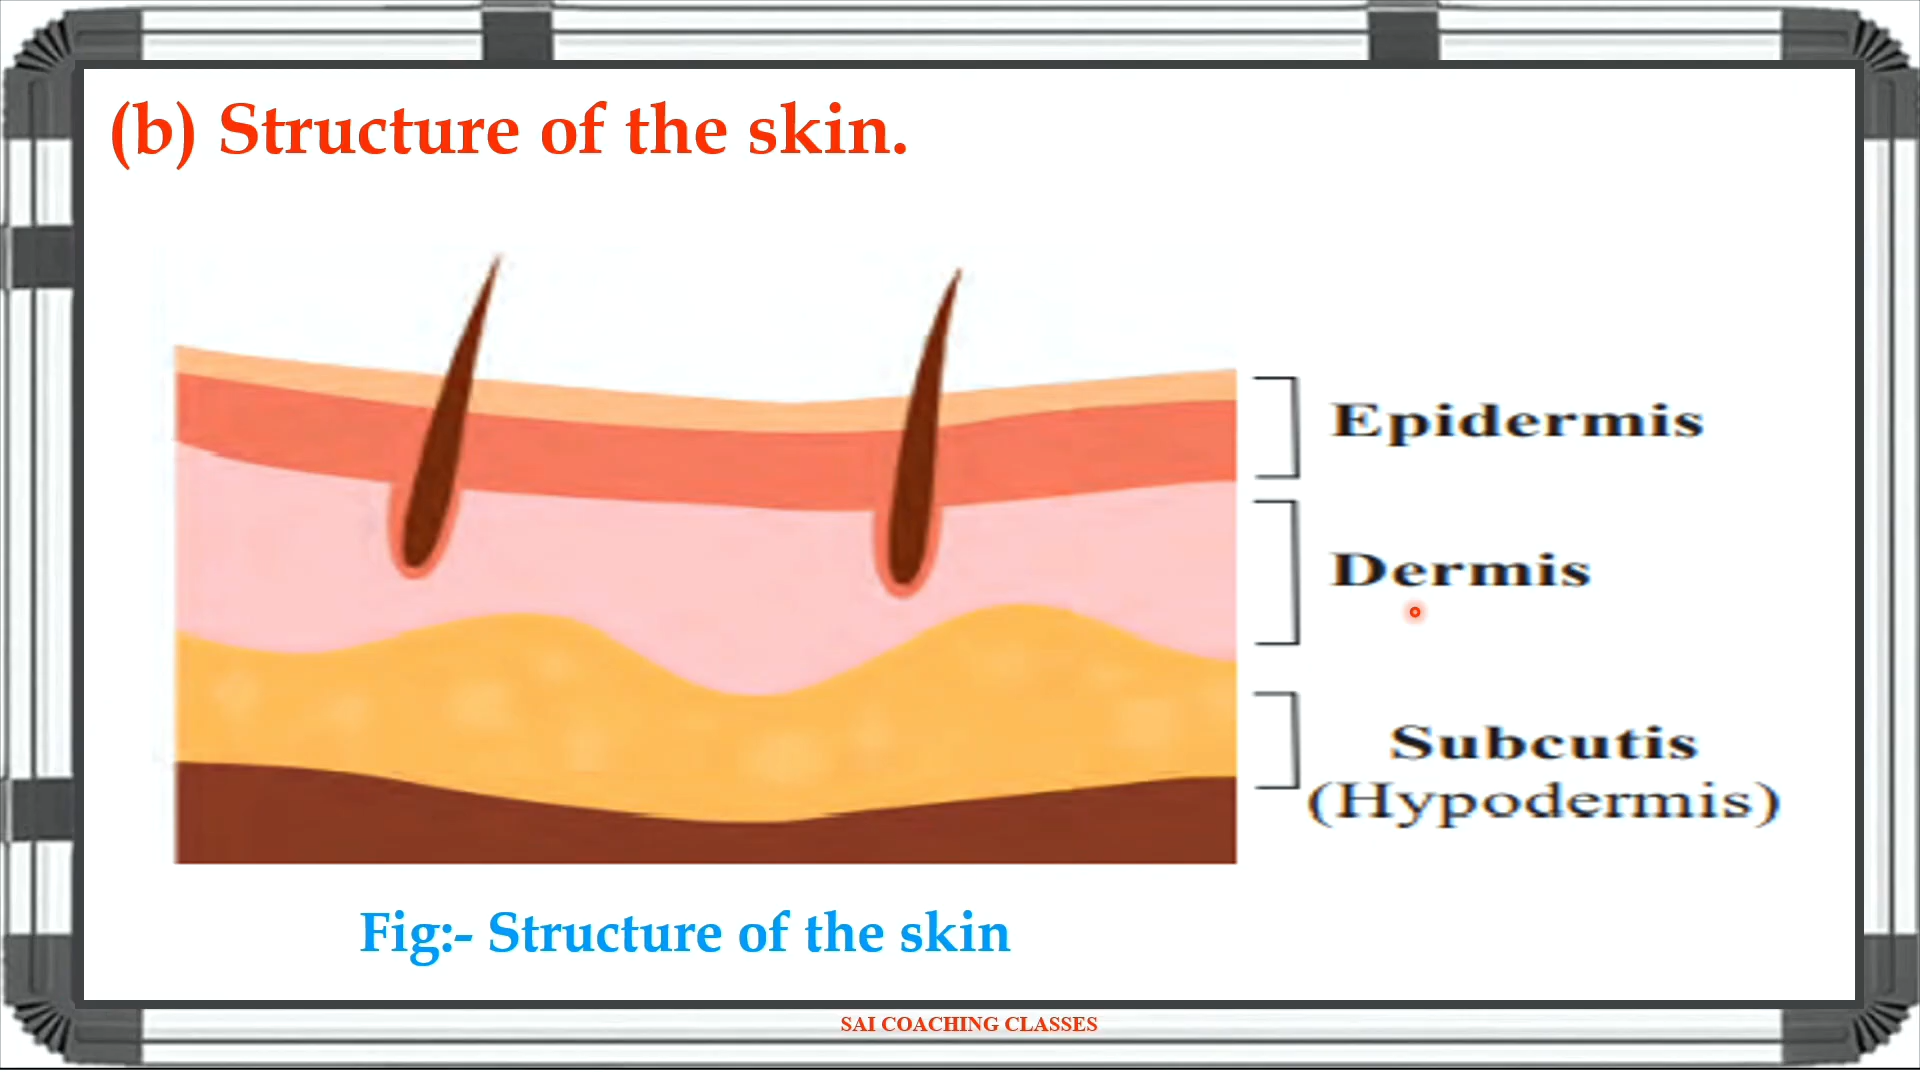 (b) Structure of the skin.
Epidermis
Dermis
Subcutis
(Hypodermis)
Fig:- Structure of the skin
SAI COACHING CLASSES